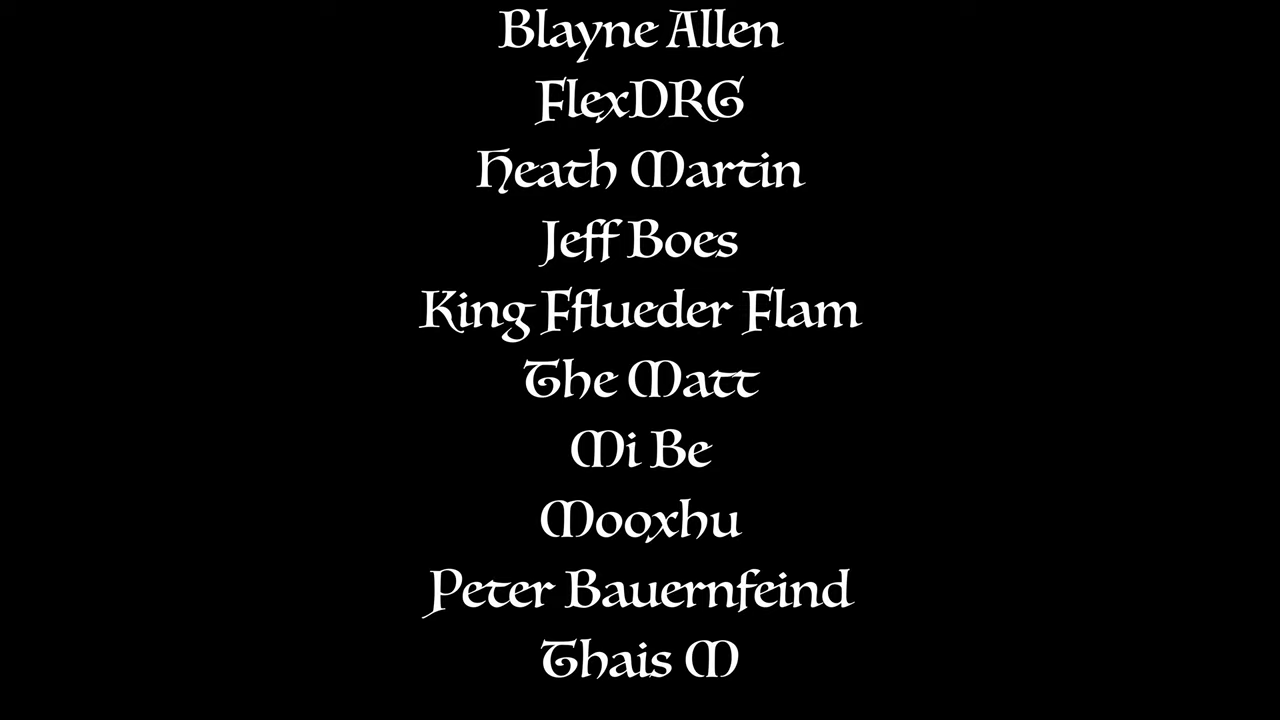 Blayne Allen
FlexDRG
Heath Martin
Jeff Boes
King Fflueder Flam
The Matt
Mi Be
Mooxhu
Peter Bauernfeind
Thais M